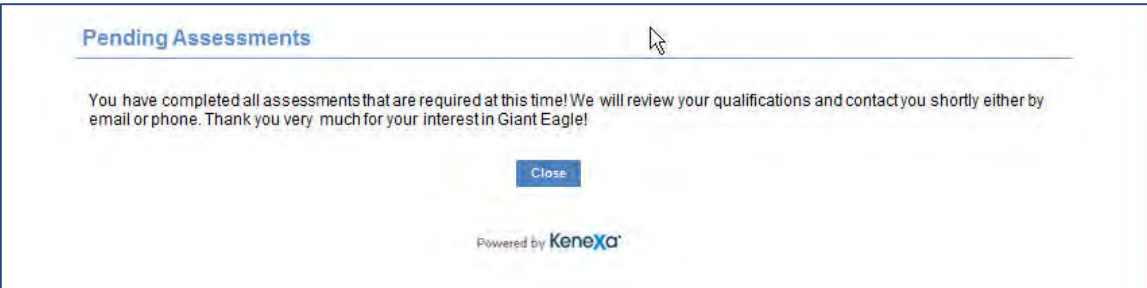 Pending Assessments
You have completed all assessments that are required at this time! We will review your qualifications and contact you shortly either by
email or phone. Thank you very much for your interest in Giant Eagle!
Close
Powered by Kenexa